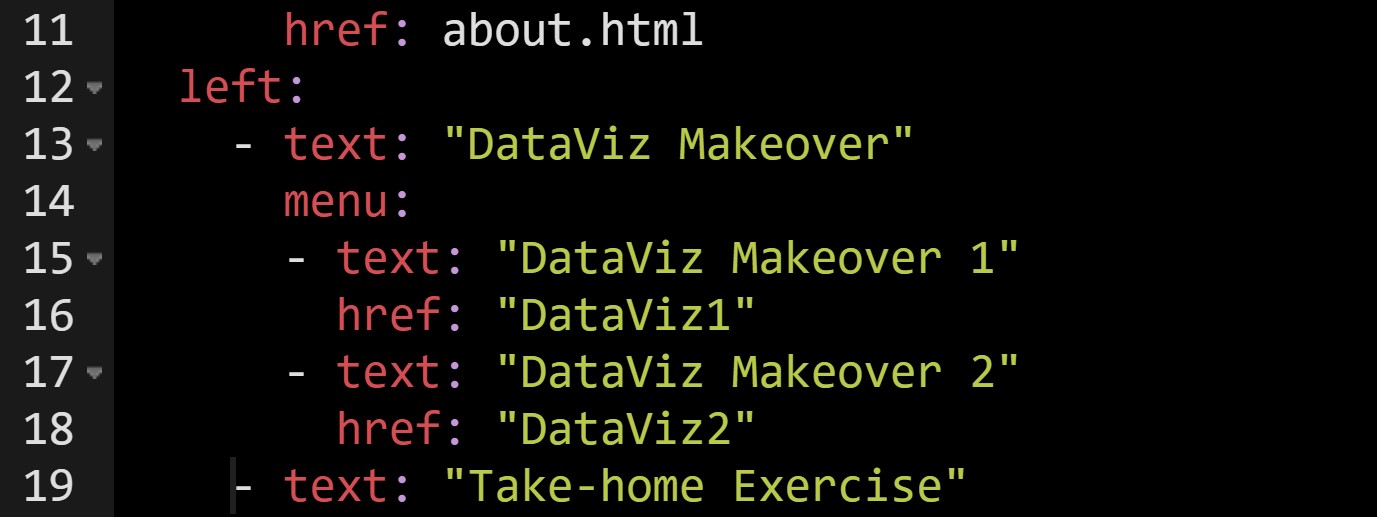 11 href: about.html
12 left:
13 - text: "DataViz Makeover"
14 menu:
15 - text: "DataViz Makeover 1"
16 href: "DataViz1"
17 - text: "DataViz Makeover 2"
18 href: "DataViz2"
19 - text: "Take-home Exercise"